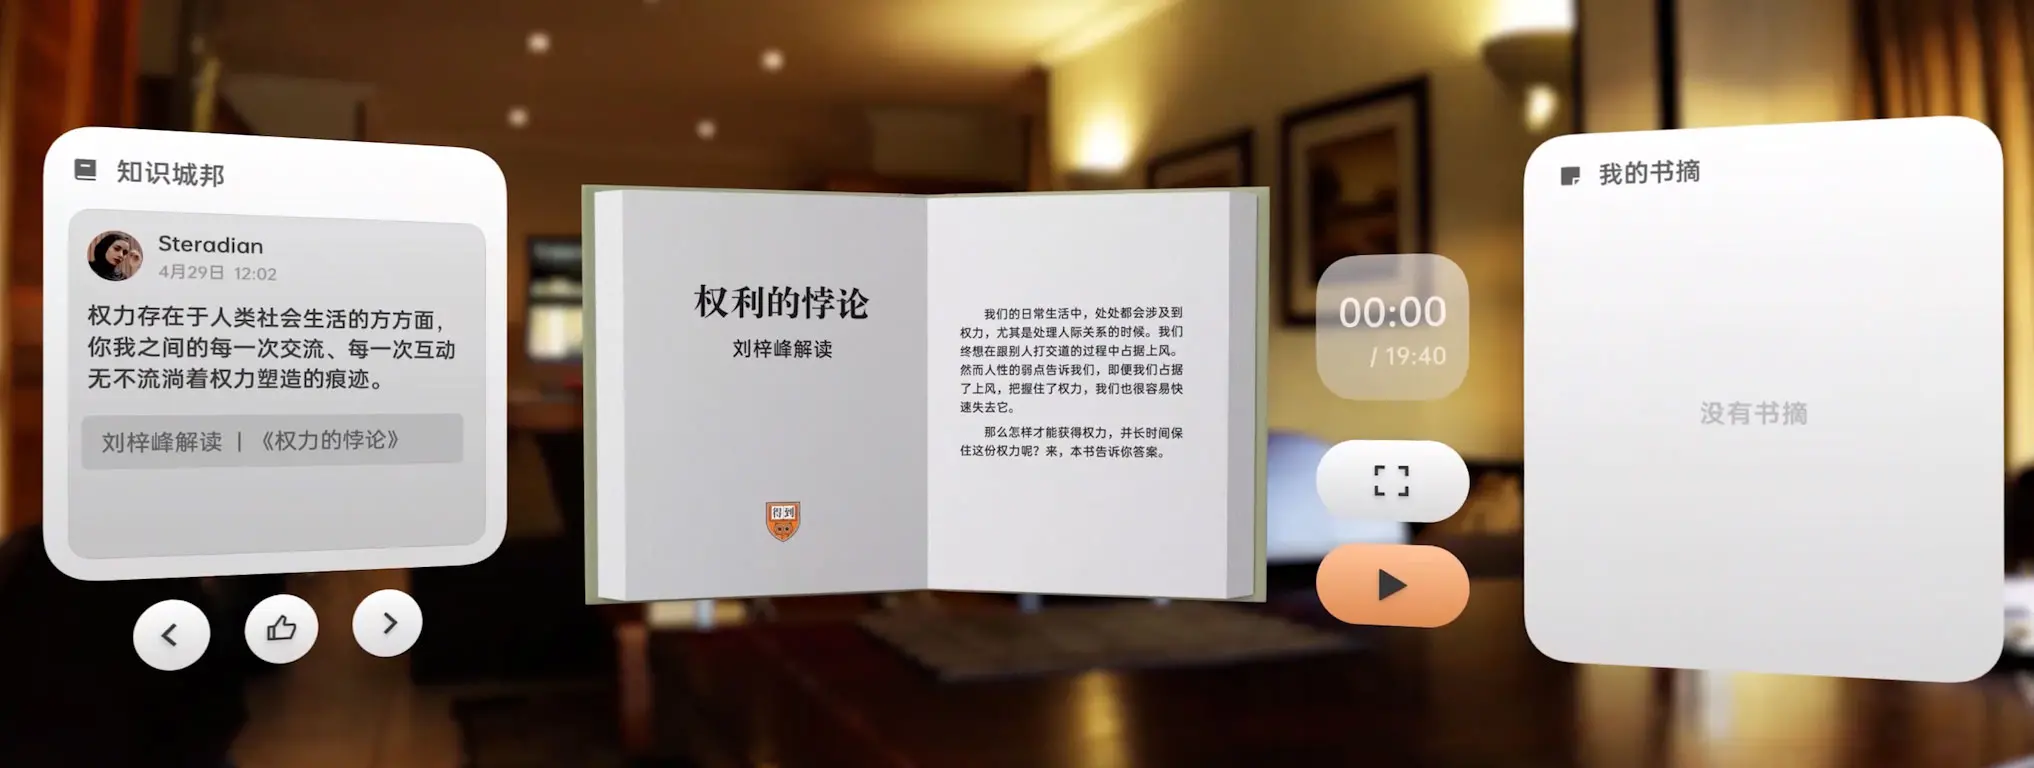 知识城邦
Steradian
4月29日 12:02
权力存在于人类社会生活的方方面，
你我之间的每一次交流、每一次互动
无不流淌着权力塑造的痕迹。
刘梓峰解读 | 《权力的悖论》
权利的悖论
刘梓峰解读
得到
我们的日常生活中，处处都会涉及到
权力，尤其是处理人际关系的时候。我们
终想在跟别人打交道的过程中占据上风。
然而人性的弱点告诉我们，即便我们占据
了上风，把握住了权力，我们也很容易快
速失去它。
那么怎样才能获得权力，并长时间保
住这份权力呢？来，本书告诉你答案。
00:00
/ 19:40
我的书摘
没有书摘